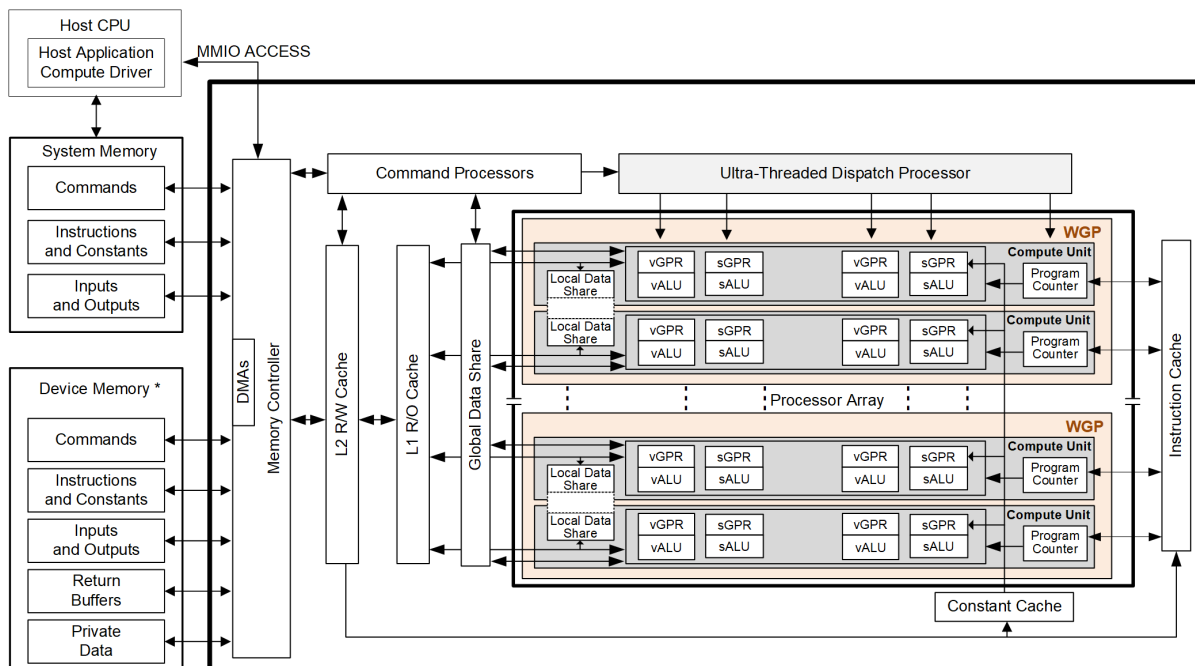 Host CPU
Host Application
Compute Driver
MMIO ACCESS
System Memory
Commands
Instructions
and Constants
Inputs
and Outputs
Device Memory *
Commands
Instructions
and Constants
Inputs
and Outputs
Return
Buffers
Private
Data
DMAs
Memory Controller
Command Processors
Ultra-Threaded Dispatch Processor
L2 R/W Cache
L1 R/O Cache
Global Data Share
WGP
Compute Unit
Local Data
Share
vGPR
vALU
sGPR
sALU
vGPR
vALU
sGPR
sALU
Program
Counter
Compute Unit
Local Data
Share
vGPR
vALU
sGPR
sALU
vGPR
vALU
sGPR
sALU
Program
Counter
Processor Array
WGP
Compute Unit
Local Data
Share
vGPR
vALU
sGPR
sALU
vGPR
vALU
sGPR
sALU
Program
Counter
Compute Unit
Local Data
Share
vGPR
vALU
sGPR
sALU
vGPR
vALU
sGPR
sALU
Program
Counter
Instruction Cache
Constant Cache